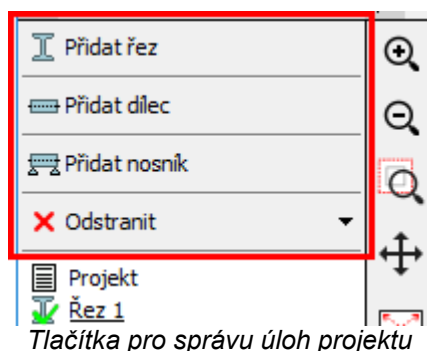 Přidat řez
Přidat dílec
Přidat nosník
Odstranit
Projekt
Řez 1
Tlačítka pro správu úloh projektu